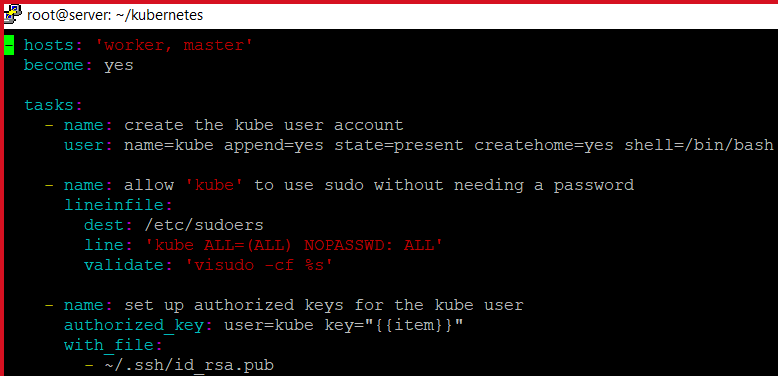 root@server: ~/kubernetes
- hosts: 'worker, master'
  become: yes

  tasks:
    - name: create the kube user account
      user: name=kube append=yes state=present createhome=yes shell=/bin/bash

    - name: allow 'kube' to use sudo without needing a password
      lineinfile:
        dest: /etc/sudoers
        line: 'kube ALL=(ALL) NOPASSWD: ALL'
        validate: 'visudo -cf %s'

    - name: set up authorized keys for the kube user
      authorized_key: user=kube key="{{item}}"
      with_file:
        - ~/.ssh/id_rsa.pub